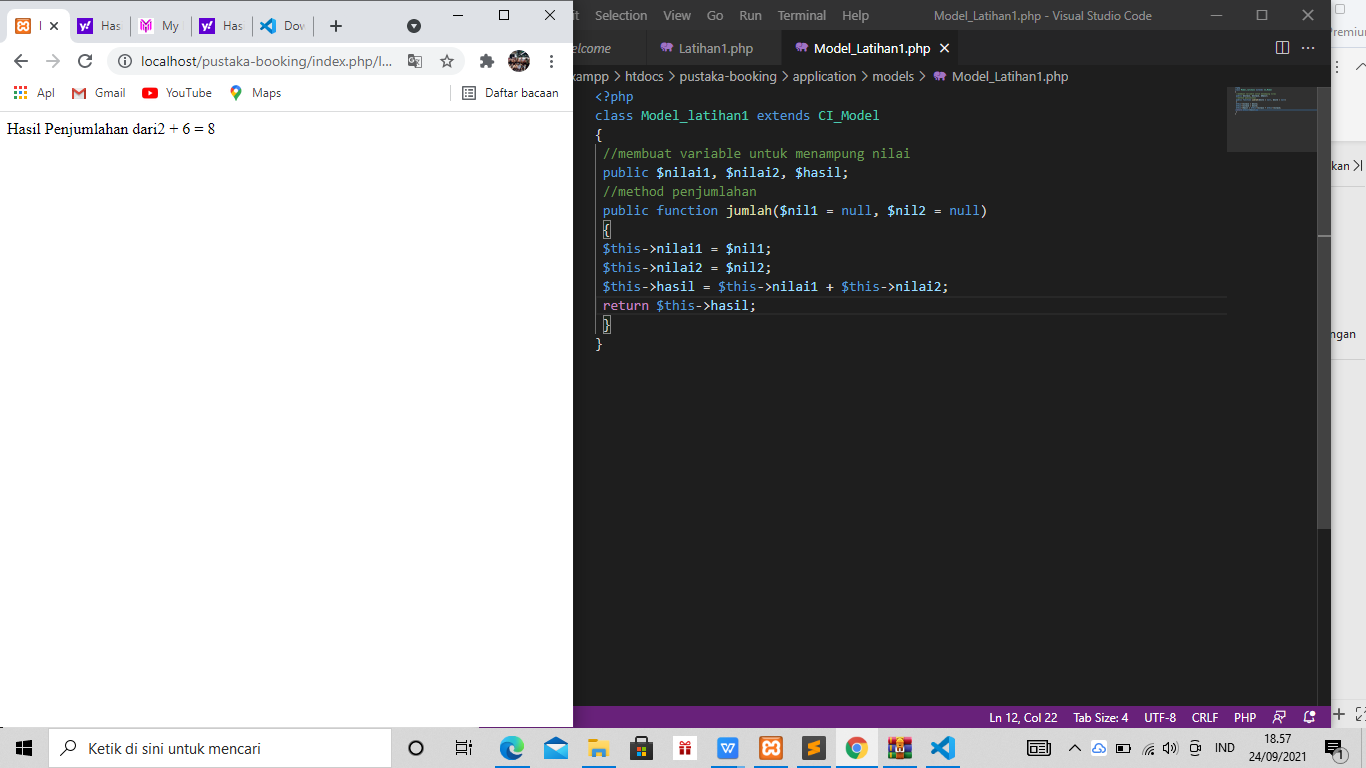 Has
My
Has
Dov
localhost/pustaka-booking/index.php/l...
Apl
Gmail
YouTube
Maps
Daftar bacaan
Hasil Penjumlahan dari2 + 6 = 8
it Selection View Go Run Terminal Help
Model_Latihan1.php - Visual Studio Code
elcome
Latihan1.php
Model_Latihan1.php
xampp > htdocs > pustaka-booking > application > models > Model_Latihan1.php
<?php
class Model_latihan1 extends CI_Model
{
//membuat variable untuk menampung nilai
public $nilai1, $nilai2, $hasil;
//method penjumlahan
public function jumlah($nil1 = null, $nil2 = null)
{
$this->nilai1 = $nil1;
$this->nilai2 = $nil2;
$this->hasil = $this->nilai1 + $this->nilai2;
return $this->hasil;
}
}
remium
kan
ngan
Ln 12, Col 22 Tab Size: 4 UTF-8 CRLF PHP
Ketik di sini untuk mencari
IND
18.57
24/09/2021
1